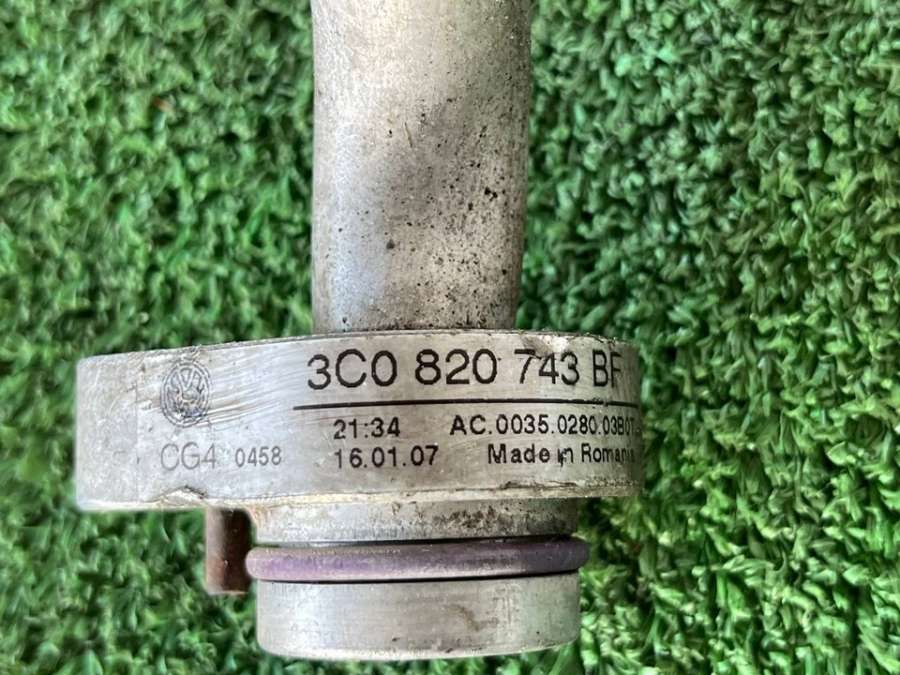 3C0 820 743 BF
21:34 AC.0035.0280.03B07
CG4 0458 16.01.07 Made in Romania